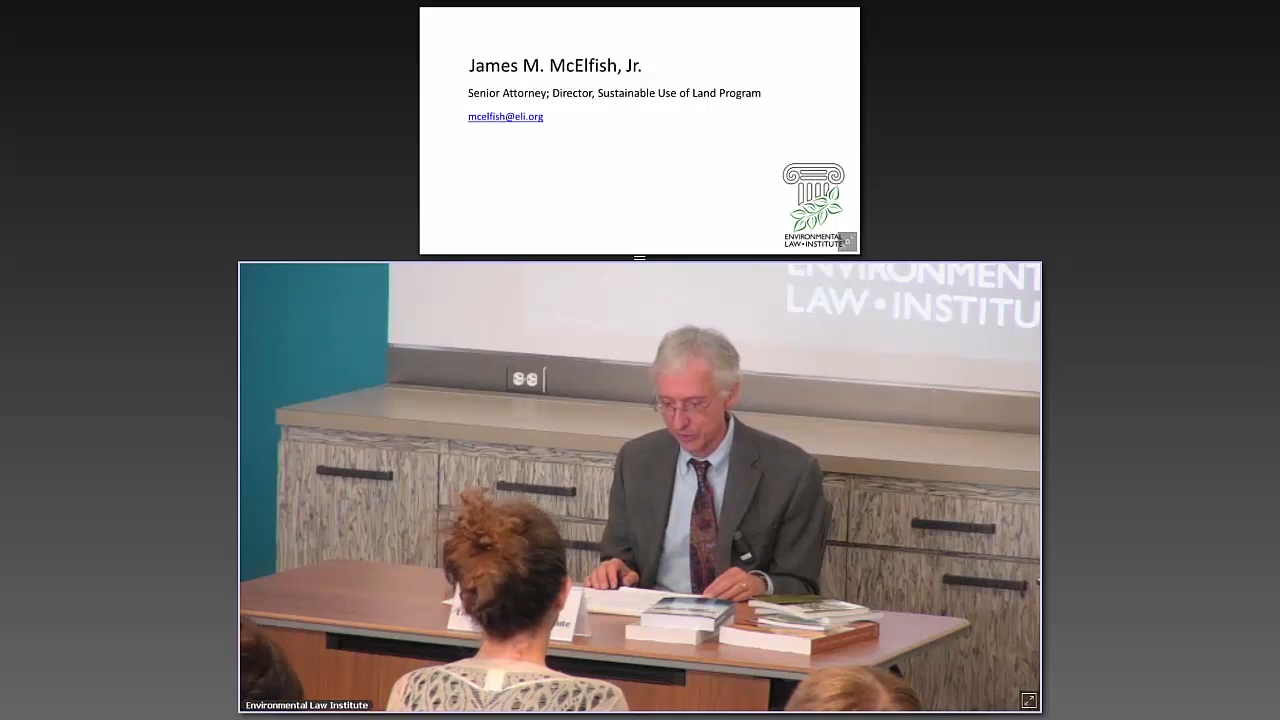 James M. McElfish, Jr.
Senior Attorney; Director, Sustainable Use of Land Program
mcelfish@eli.org
ENVIRONMENTAL
LAW•INSTITUTE
ENVIRONMENT
LAW•INSTITU
Environmental Law Institute